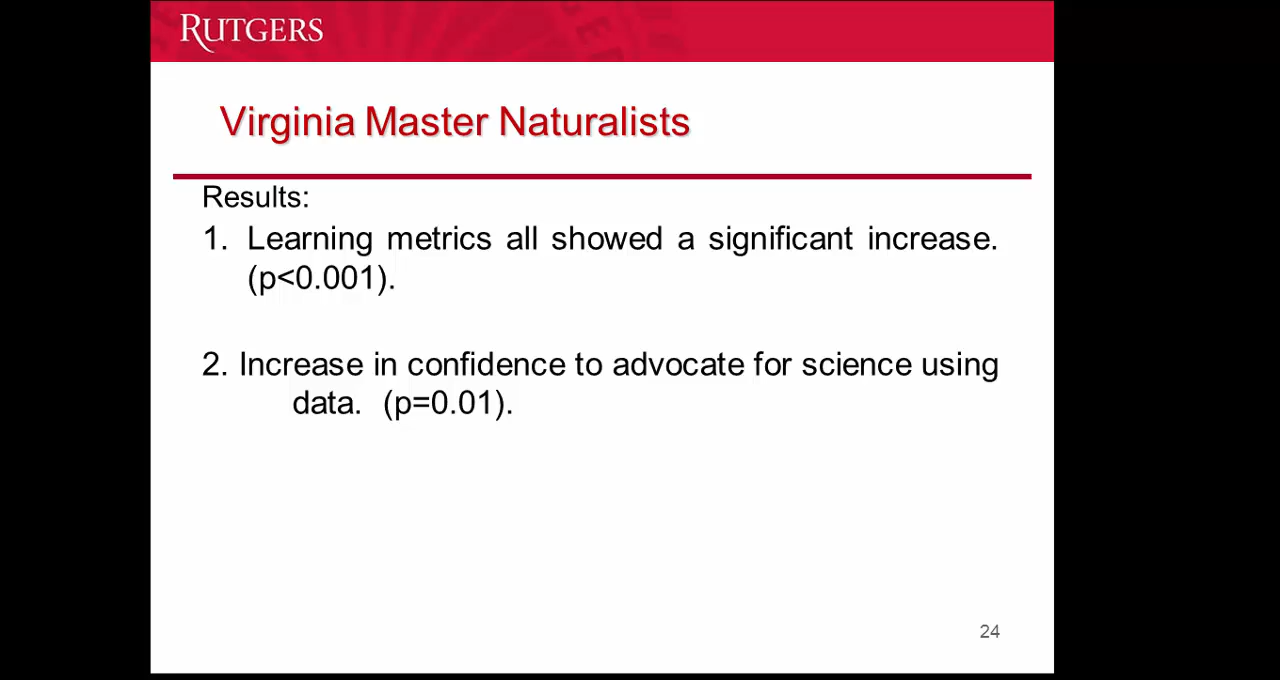 RUTGERS
Virginia Master Naturalists
Results:
1. Learning metrics all showed a significant increase.
(p<0.001).
2. Increase in confidence to advocate for science using
data. (p=0.01).
24